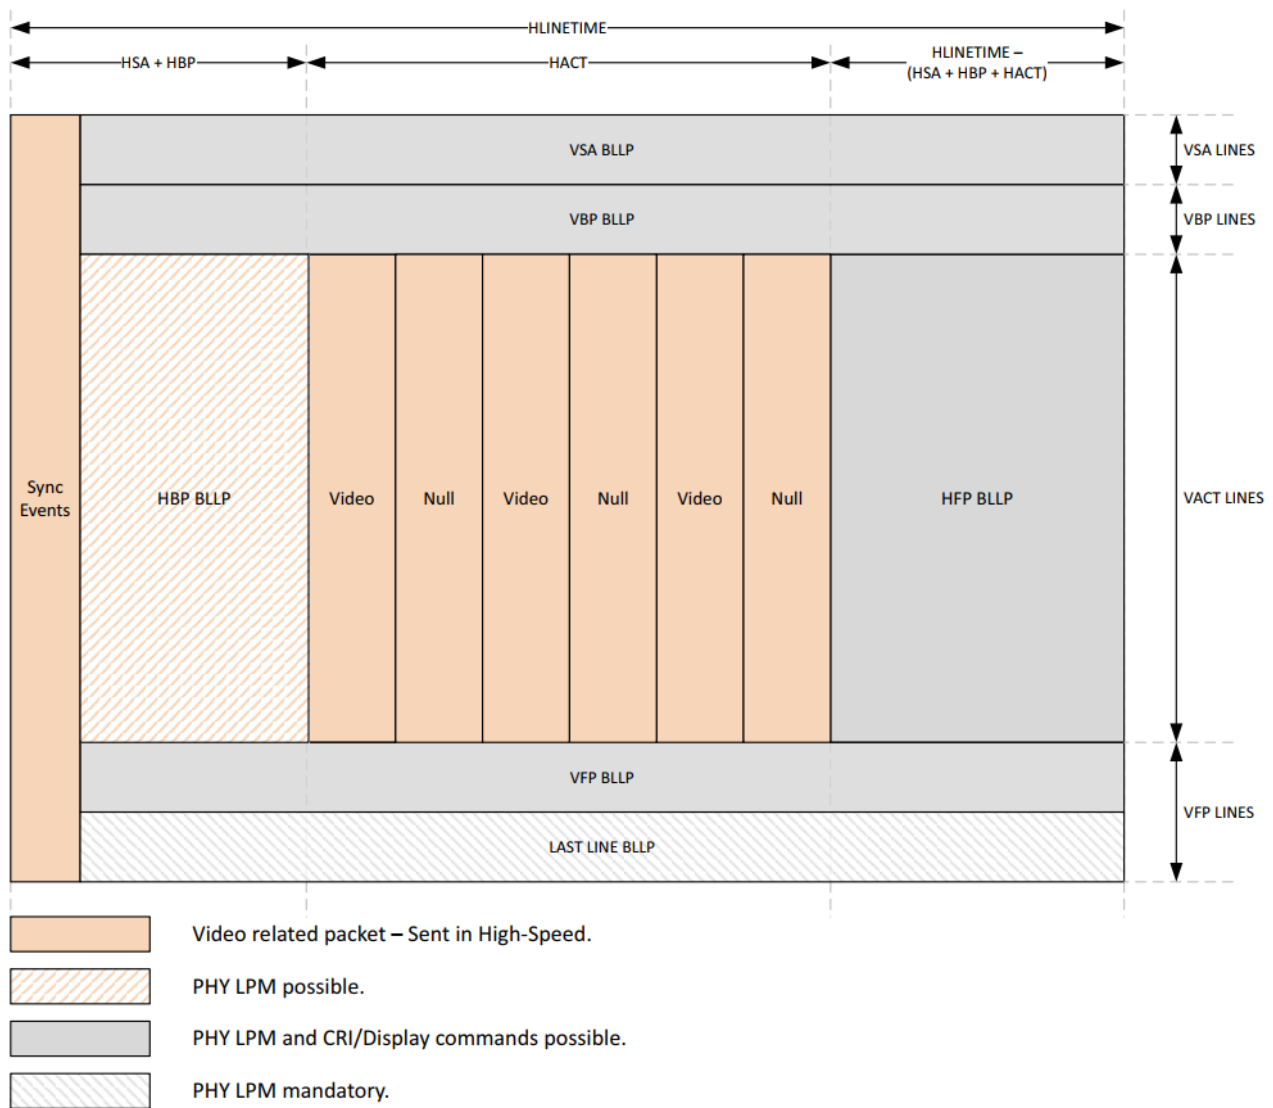 HLINETIME
HSA + HBP
HACT
HLINETIME –
(HSA + HBP + HACT)
VSA BLLP
VSA LINES
VBP BLLP
VBP LINES
Sync
Events
HBP BLLP
Video
Null
Video
Null
Video
Null
HFP BLLP
VACT LINES
VFP BLLP
VFP LINES
LAST LINE BLLP
Video related packet – Sent in High-Speed.
PHY LPM possible.
PHY LPM and CRI/Display commands possible.
PHY LPM mandatory.